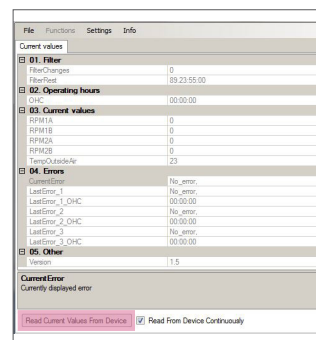 File Functions Settings Info
Current values
01. Filter
FilterChanges 0
FilterRest 89.23:55:00
02. Operating hours
OHC 00:00:00
03. Current values
RPM1A 0
RPM1B 0
RPM2A 0
RPM2B 0
TempOutsideAir 23
04. Errors
CurrentError No_error,
LastError_1 No_error,
LastError_1_OHC 00:00:00
LastError_2 No_error,
LastError_2_OHC 00:00:00
LastError_3 No_error,
LastError_3_OHC 00:00:00
05. Other
Version 1.5
CurrentError
Currently displayed error
Read Current Values From Device Read From Device Continuously